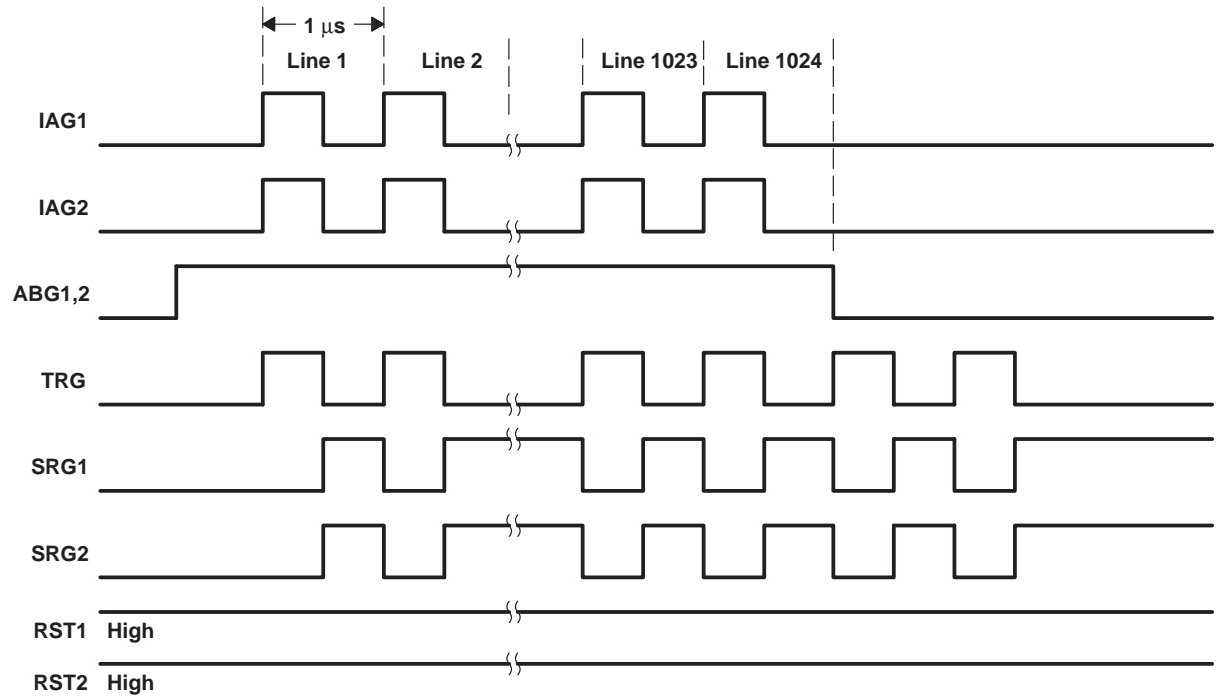 1 μs
Line 1 Line 2 Line 1023 Line 1024
IAG1
IAG2
ABG1,2
TRG
SRG1
SRG2
RST1 High
RST2 High